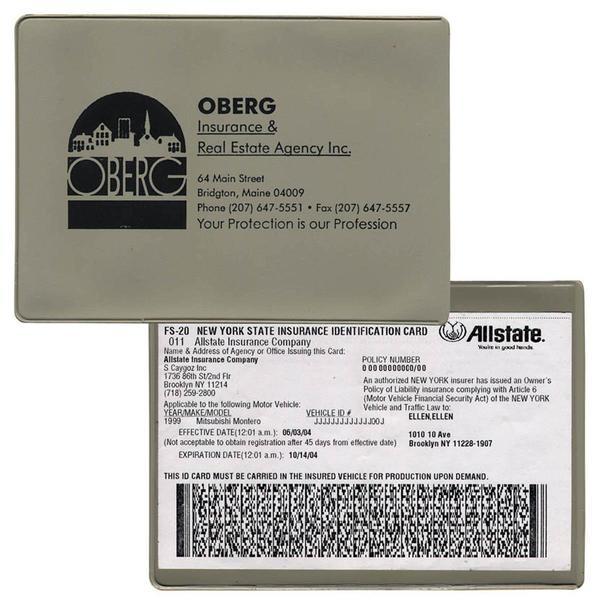 OBERG
OBERG
Insurance &
Real Estate Agency Inc.
64 Main Street
Bridgton, Maine 04009
Phone (207) 647-5551 • Fax (207) 647-5557
Your Protection is our Profession
FS-20 NEW YORK STATE INSURANCE IDENTIFICATION CARD
011 Allstate Insurance Company
Name & Address of Agency or Office Issuing this Card:
Allstate Insurance Company
S Caygoz Inc
1736 86th St/2nd Flr
Brooklyn NY 11214
(718) 259-2800
Applicable to the following Motor Vehicle:
YEAR/MAKE/MODEL VEHICLE ID #
1999 Mitsubishi Montero JJJJJJJJJJJJJ00J
EFFECTIVE DATE(12:01 a.m.): 06/03/04
(Not acceptable to obtain registration after 45 days from effective date)
EXPIRATION DATE(12:01 a.m.): 10/14/04
Allstate.
You're in good hands.
POLICY NUMBER
0 00 000000000/00
An authorized NEW YORK insurer has issued an Owner's
Policy of Liability insurance complying with Article 6
(Motor Vehicle Financial Security Act) of the NEW YORK
Vehicle and Traffic Law to:
ELLEN,ELLEN
1010 10 Ave
Brooklyn NY 11228-1907
THIS ID CARD MUST BE CARRIED IN THE INSURED VEHICLE FOR PRODUCTION UPON DEMAND.